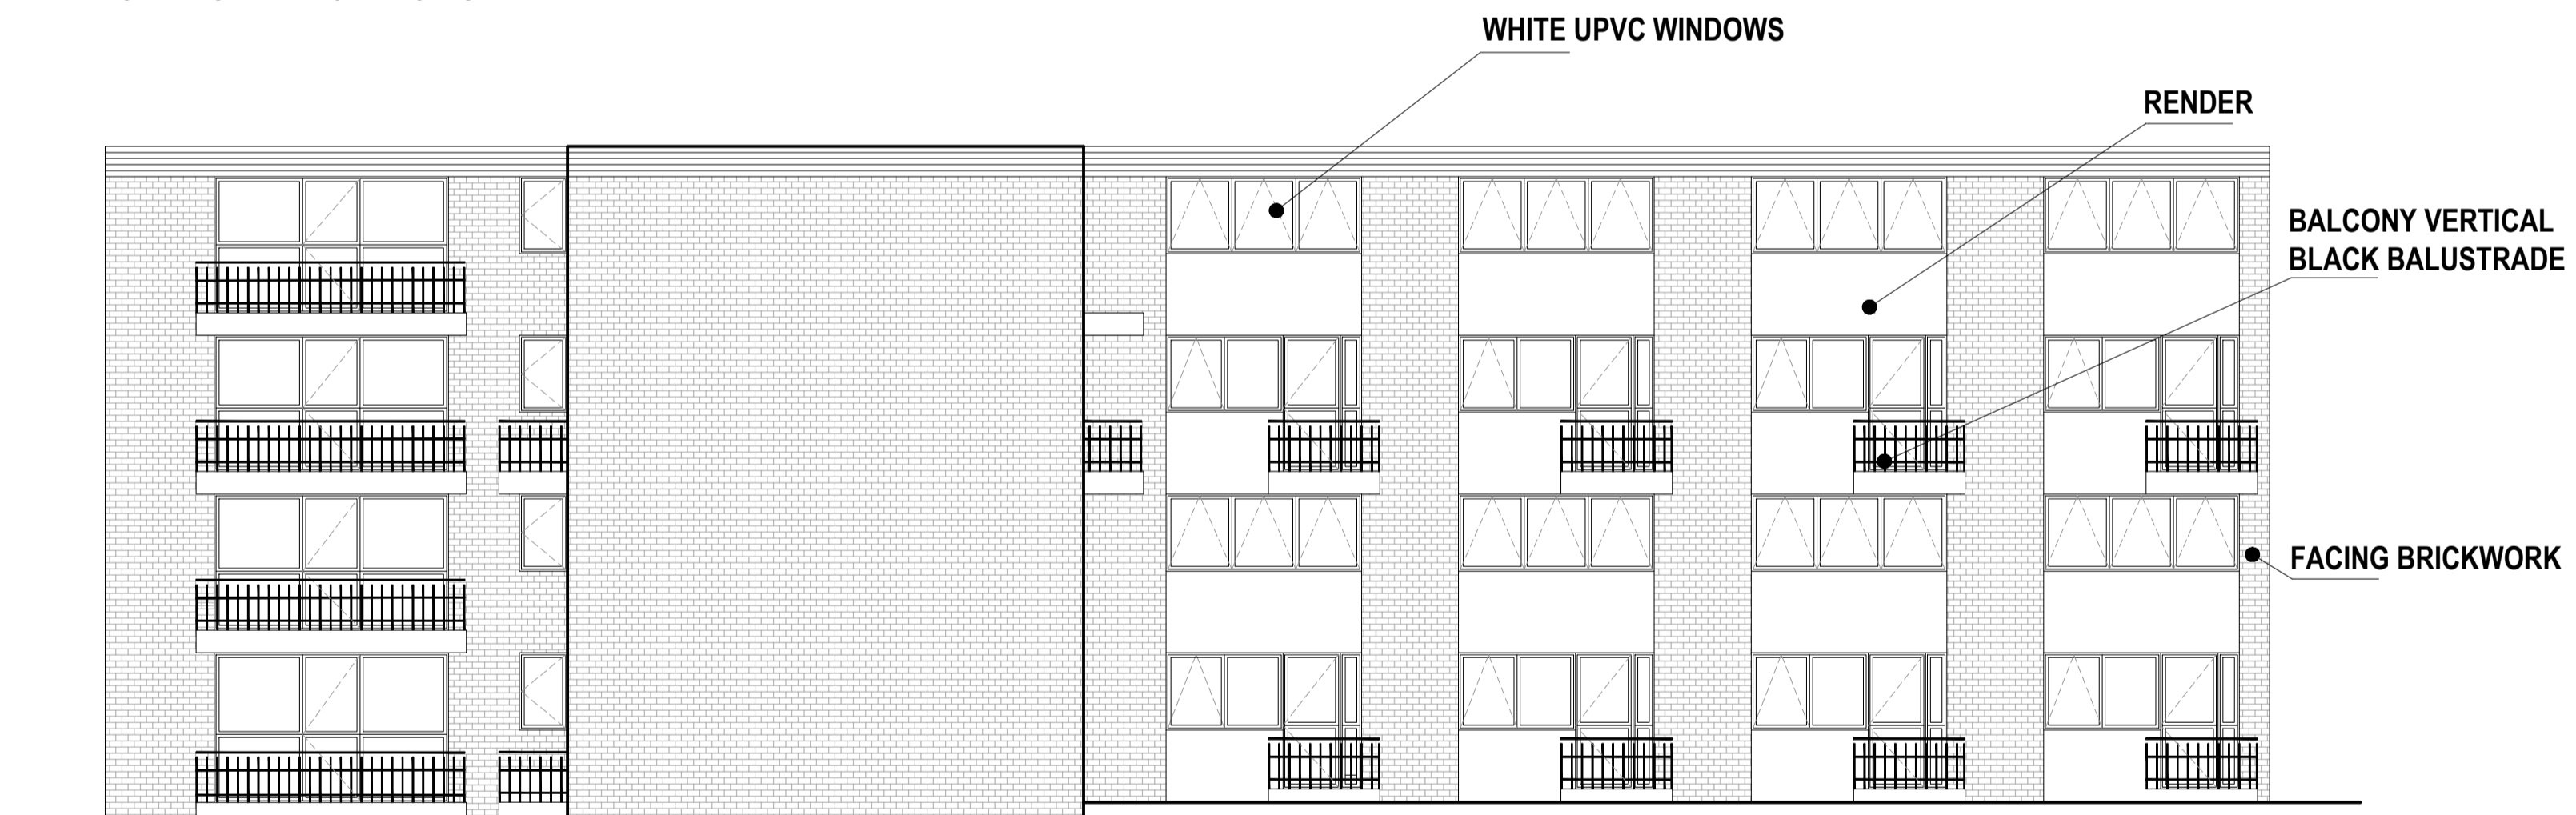 WHITE UPVC WINDOWS
RENDER
BALCONY VERTICAL
BLACK BALUSTRADE
FACING BRICKWORK